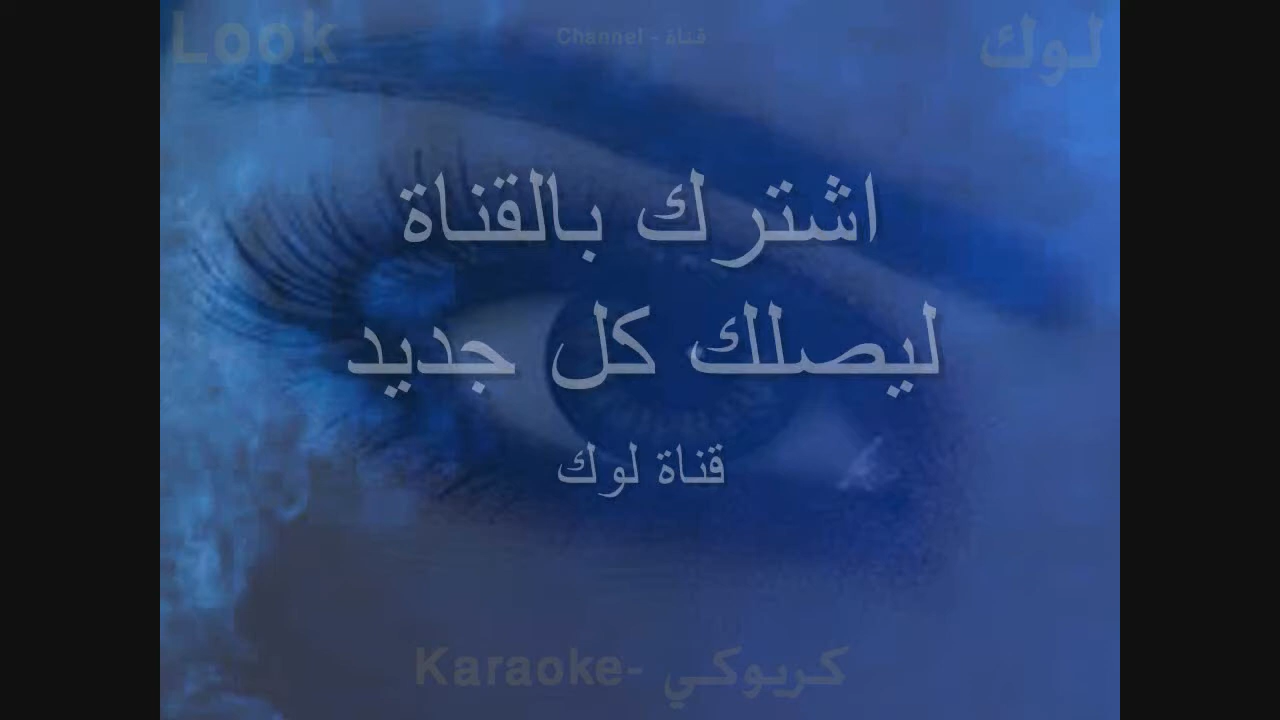 Look
Channel - قناة
لوك
اشترك بالقناة
ليصلك كل جديد
قناة لوك
Karaoke- كريوكي